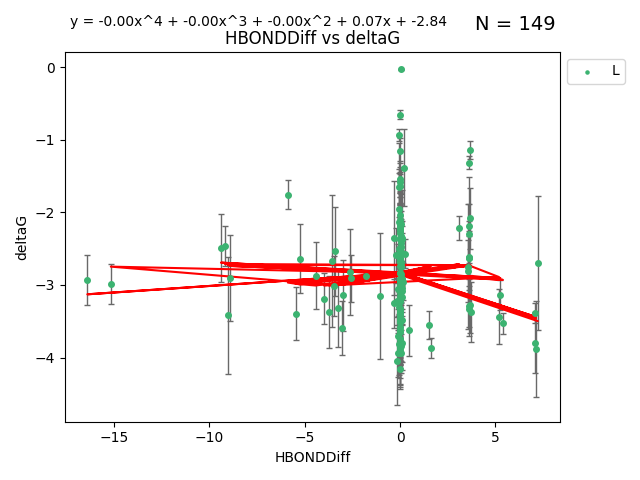 y = -0.00x^4 + -0.00x^3 + -0.00x^2 + 0.07x + -2.84
N = 149
HBONDDiff vs deltaG
L
0
−1
−2
−3
−4
deltaG
−15
−10
−5
0
5
HBONDDiff